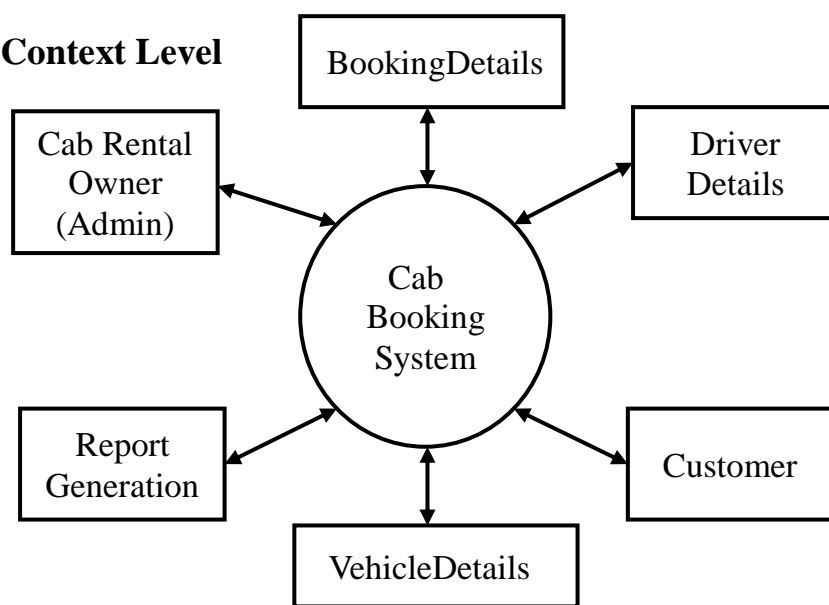 Context Level
BookingDetails
Cab Rental
Owner
(Admin)
Driver
Details
Cab
Booking
System
Report
Generation
Customer
VehicleDetails